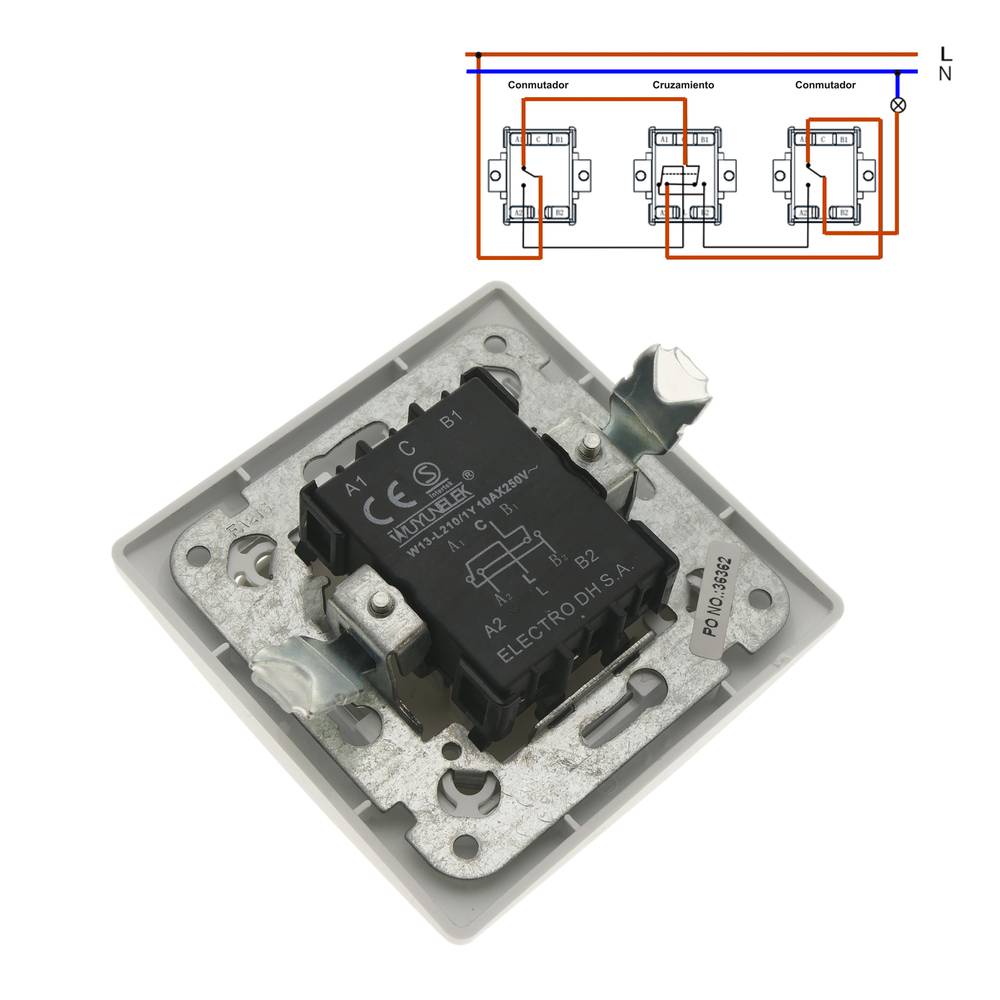 L
N
Conmutador Cruzamiento Conmutador
A1 C B1 A1 C B1 A1 C B1
A2 B2 A2 B2 A2 B2
A1 C B1
CE S
Intertek
WUYUNELEK ®
W13-L210/1Y 10AX250V~
A1 C B1
A2 L B2
A2 L B2
ELECTRO DH S.A.
PO NO.:36362